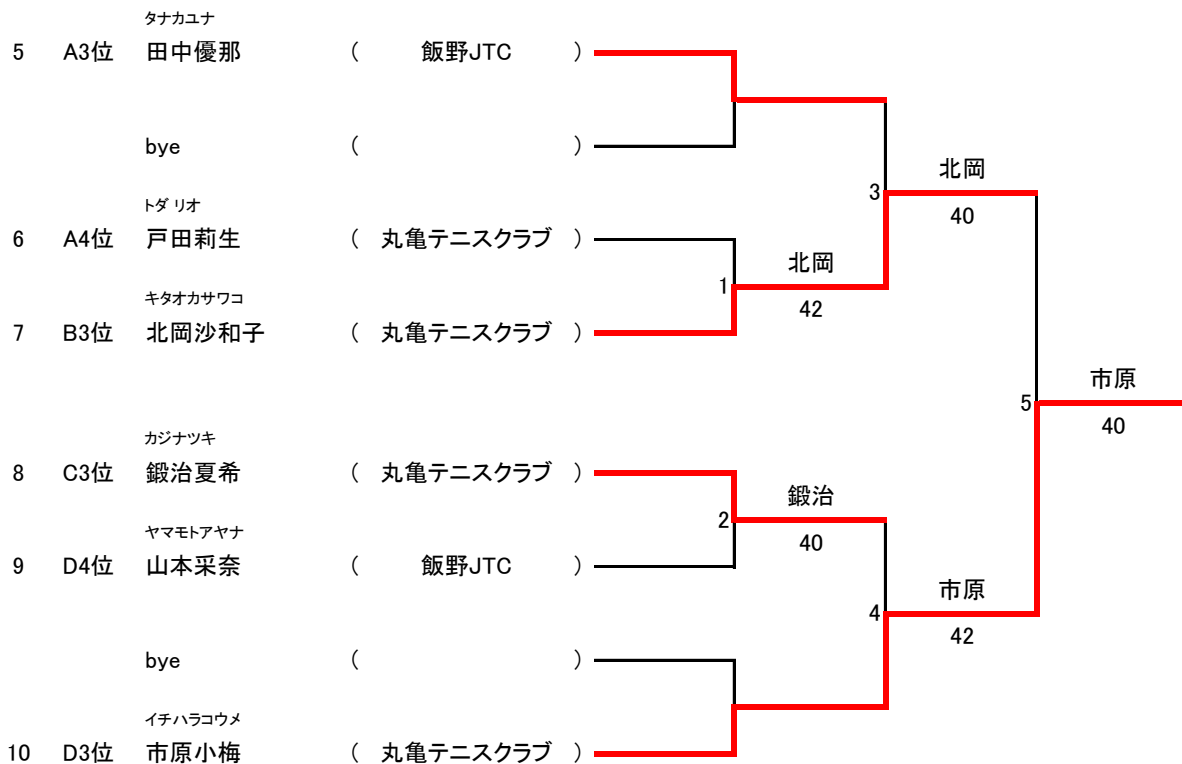 タナカユナ
5 A3位 田中優那 ( 飯野JTC )
bye ( )
北岡
3
40
トダ リオ
6 A4位 戸田莉生 ( 丸亀テニスクラブ )
北岡
1
42
キタオカサワコ
7 B3位 北岡沙和子 ( 丸亀テニスクラブ )
市原
5
40
カジナツキ
8 C3位 鍛治夏希 ( 丸亀テニスクラブ )
鍛治
2
40
ヤマモトアヤナ
9 D4位 山本采奈 ( 飯野JTC )
市原
4
42
bye ( )
イチハラコウメ
10 D3位 市原小梅 ( 丸亀テニスクラブ )